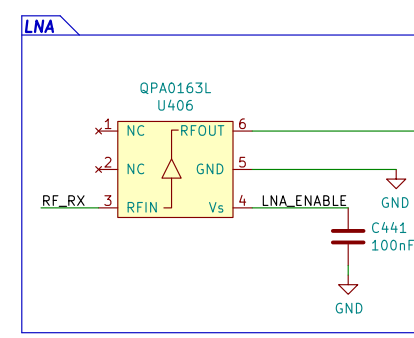 LNA
QPA0163L
U406
1 NC RFOUT 6
2 NC GND 5
GND
RF_RX 3 RFIN Vs 4 LNA_ENABLE
C441
100nF
GND